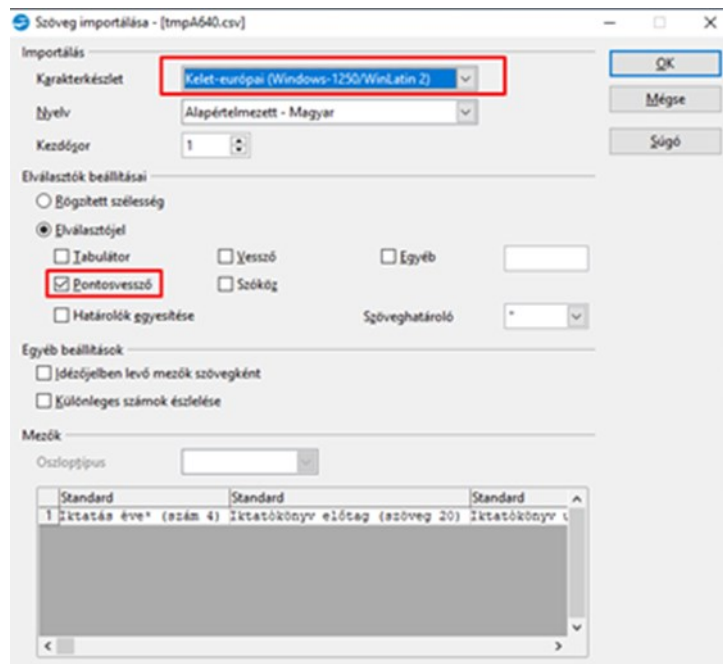 Szöveg importálása - [tmpA640.csv]
Importálás
OK
Karakterkészlet Kelet-európai (Windows-1250/WinLatin 2)
Mégse
Nyelv Alapértelmezett - Magyar
Kezdősor 1
Súgó
Elválasztók beállításai
Rögzített szélesség
Elválasztójel
Tabulátor Vessző Egyéb
Pontosvessző Szóköz
Határolók egyesítése Szöveghatároló "
Egyéb beállítások
Idézőjelben levő mezők szövegként
Különleges számok észlelése
Mezők
Oszloptípus
Standard Standard Standard
1 Iktatás éve* (szám 4) Iktatókönyv előtag (szöveg 20) Iktatókönyv